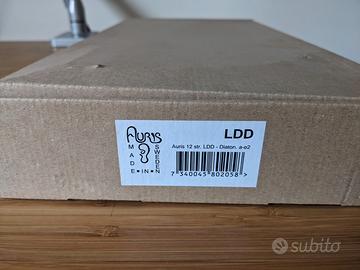 AURIS
MADE
SWEDEN
E•IN•
LDD
Auris 12 str. LDD - Diaton. a-e2
7 340045 802058 >
subito